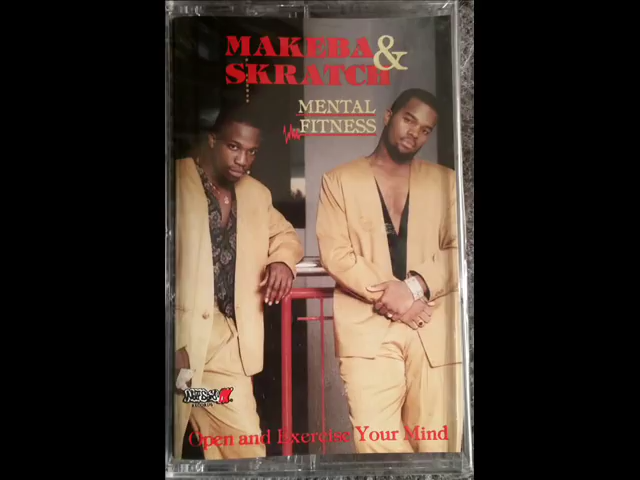 MAKEBA &
SKRATCH
MENTAL
FITNESS
Open and Exercise Your Mind